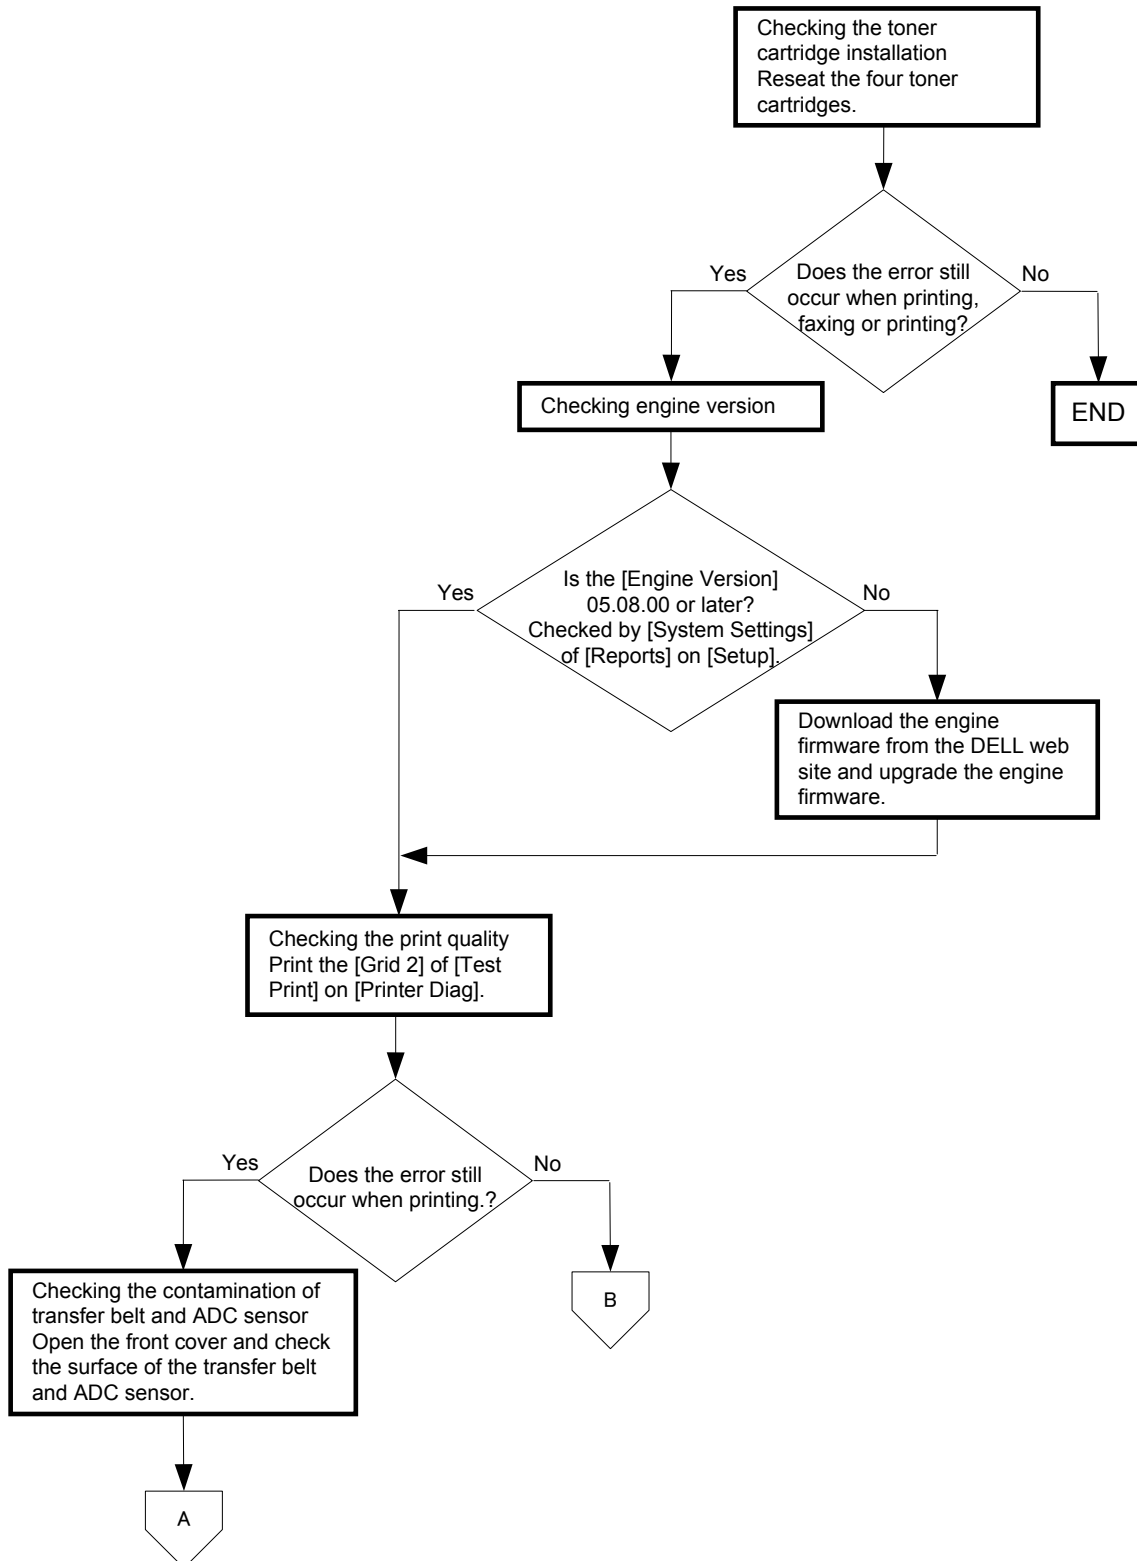 Checking the toner
cartridge installation
Reseat the four toner
cartridges.
Yes
Does the error still
occur when printing,
faxing or printing?
No
Checking engine version
END
Yes
Is the [Engine Version]
05.08.00 or later?
Checked by [System Settings]
of [Reports] on [Setup].
No
Download the engine
firmware from the DELL web
site and upgrade the engine
firmware.
Checking the print quality
Print the [Grid 2] of [Test
Print] on [Printer Diag].
Yes
Does the error still
occur when printing.?
No
Checking the contamination of
transfer belt and ADC sensor
Open the front cover and check
the surface of the transfer belt
and ADC sensor.
B
A